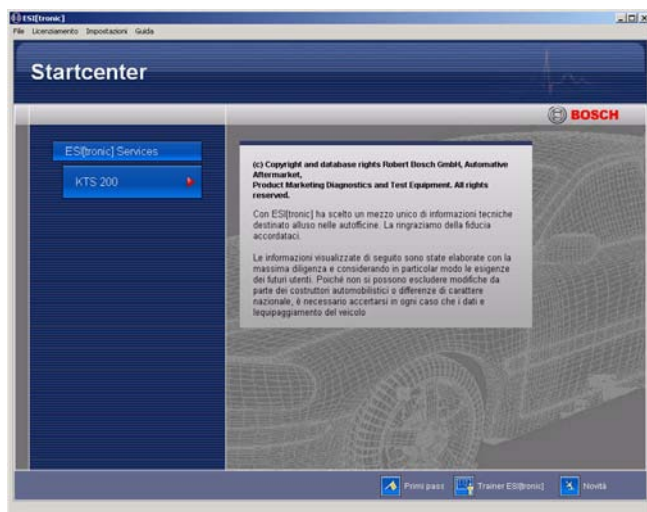 ESI[tronic]
File Licenziamento Impostazioni Guida
Startcenter
BOSCH
ESI[tronic] Services
KTS 200
(c) Copyright and database rights Robert Bosch GmbH, Automotive
Aftermarket,
Product Marketing Diagnostics and Test Equipment. All rights
reserved.
Con ESI[tronic] ha scelto un mezzo unico di informazioni tecniche
destinato alluso nelle autofficine. La ringraziamo della fiducia
accordataci.
Le informazioni visualizzate di seguito sono state elaborate con la
massima diligenza e considerando in particolar modo le esigenze
dei futuri utenti. Poiché non si possono escludere modifiche da
parte dei costruttori automobilistici o differenze di carattere
nazionale, è necessario accertarsi in ogni caso che i dati e
lequipaggiamento del veicolo
Primi pass Trainer ESI[tronic] Novità